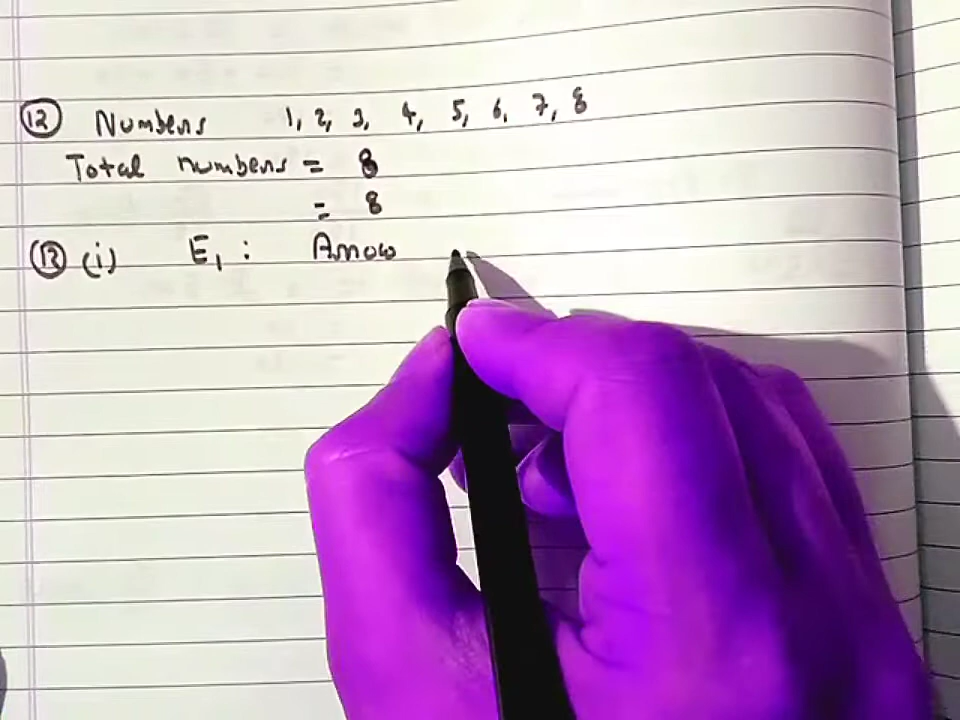 12 Numbers 1, 2, 3, 4, 5, 6, 7, 8
Total numbers = 8
= 8
12 (i) E1 : Arrow